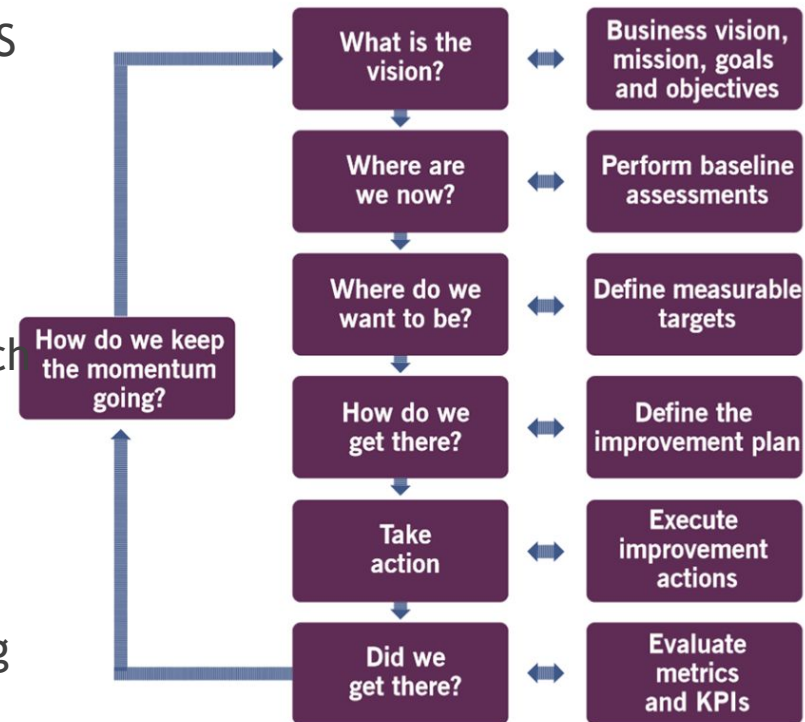 S
What is the
vision?
Business vision,
mission, goals
and objectives
Where are
we now?
Perform baseline
assessments
Where do we
want to be?
Define measurable
targets
ch
How do we keep
the momentum
going?
How do we
get there?
Define the
improvement plan
Take
action
Execute
improvement
actions
g
Did we
get there?
Evaluate
metrics
and KPIs